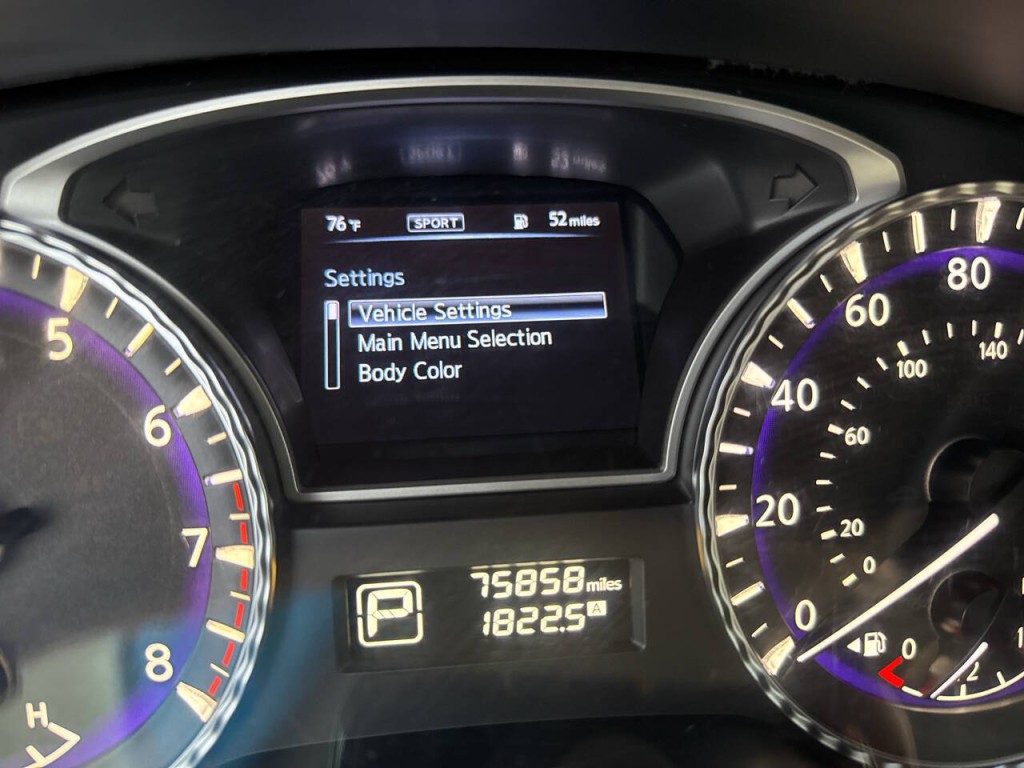 76°F SPORT 52 miles
Settings
Vehicle Settings
Main Menu Selection
Body Color
5
6
7
8
H
P
75858 miles
1822.5 A
80
60
40
20
0
140
100
60
20
0
0